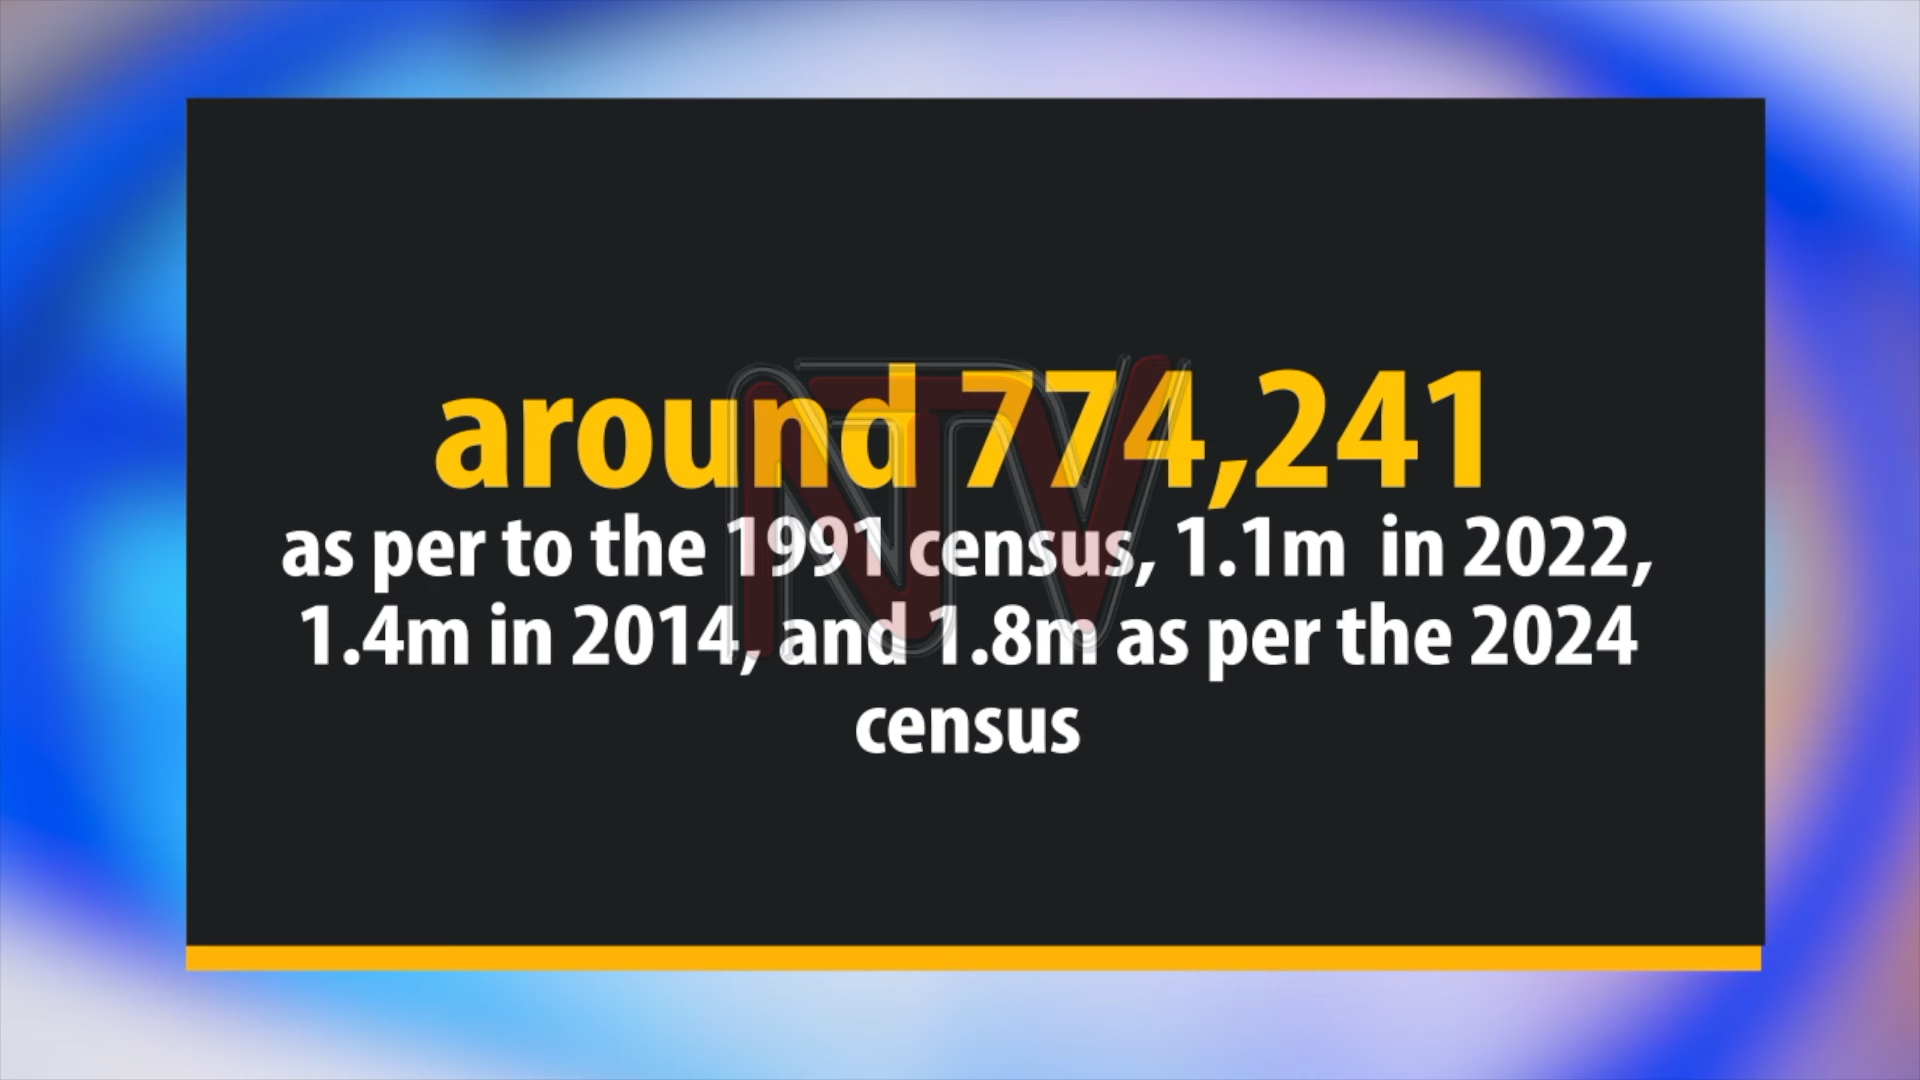 around 774,241
as per to the 1991 census, 1.1m in 2022,
1.4m in 2014, and 1.8m as per the 2024
census
NTV